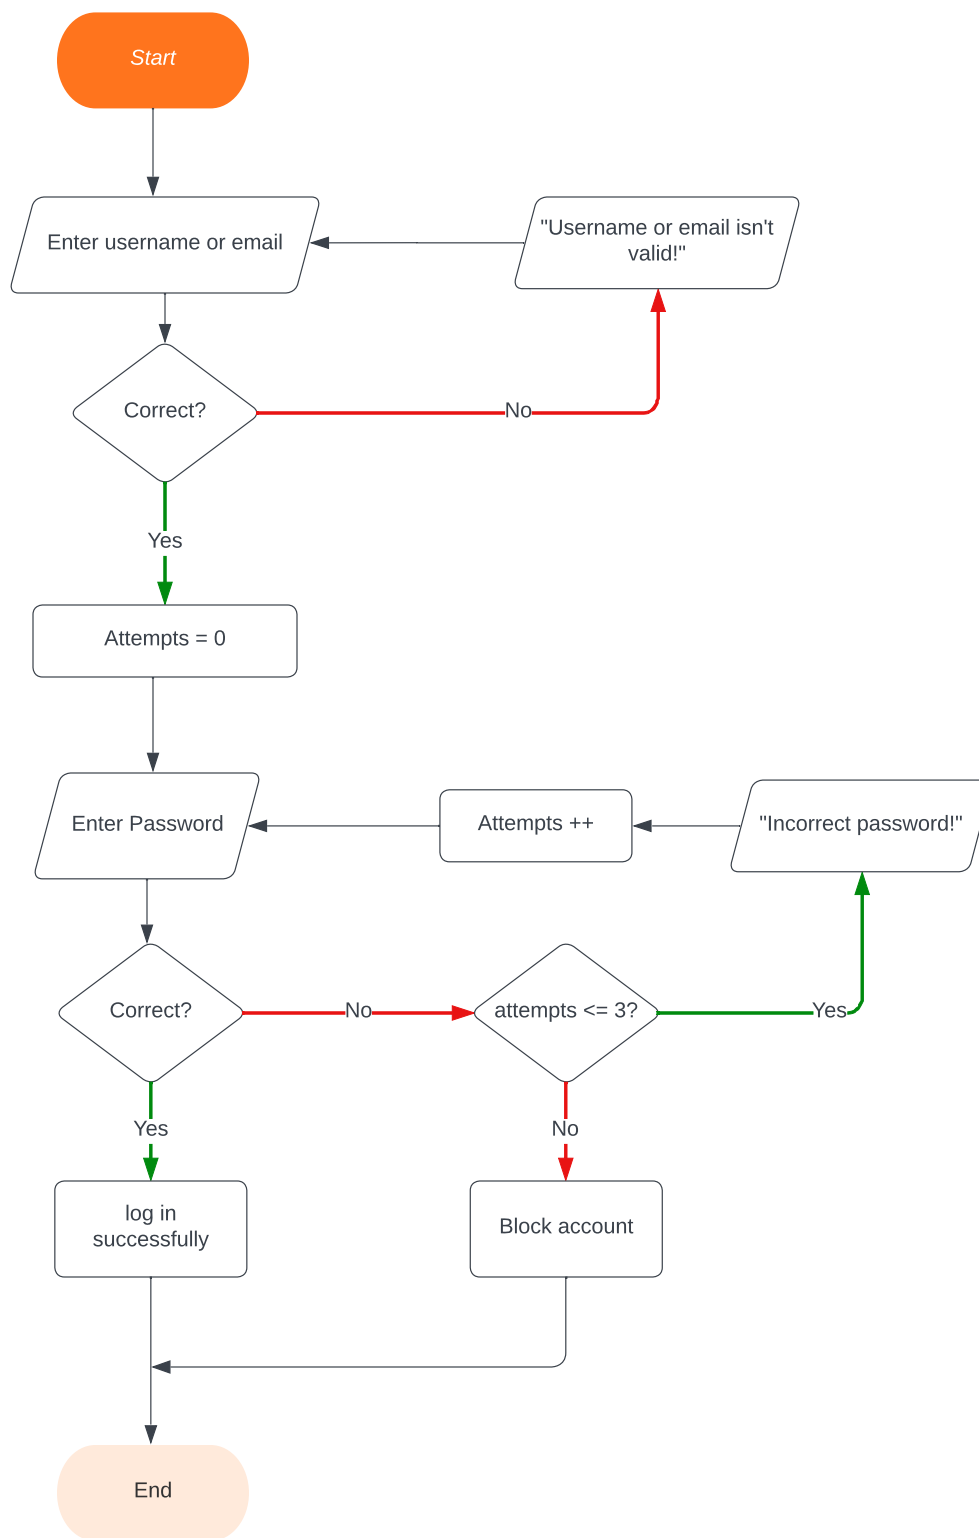 Start
Enter username or email
"Username or email isn't
valid!"
Correct?
No
Yes
Attempts = 0
Enter Password
Attempts ++
"Incorrect password!"
Correct?
No
attempts <= 3?
Yes
Yes
No
log in
successfully
Block account
End